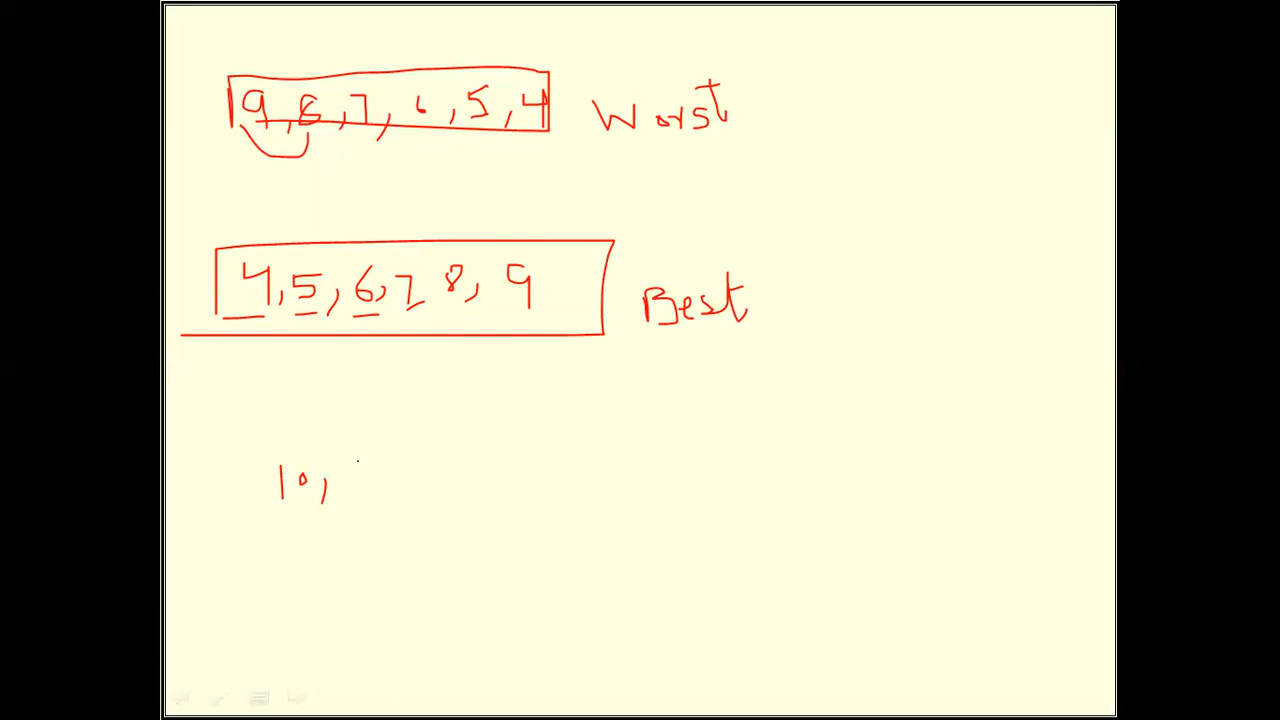 9, 8, 7, 6, 5, 4 Worst
4, 5, 6, 7 8, 9 Best
10,